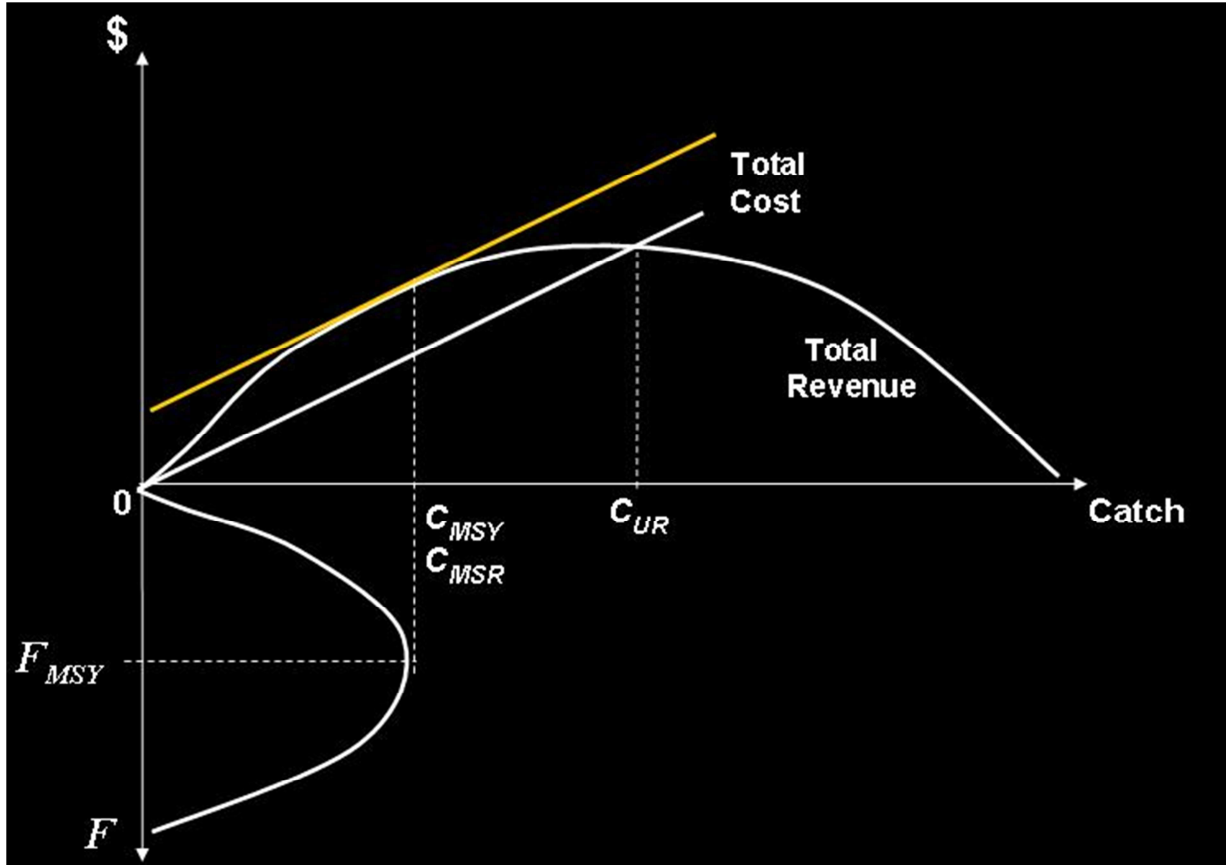 $
Total
Cost
Total
Revenue
0
C_MSY
C_MSR
C_UR
Catch
F_MSY
F